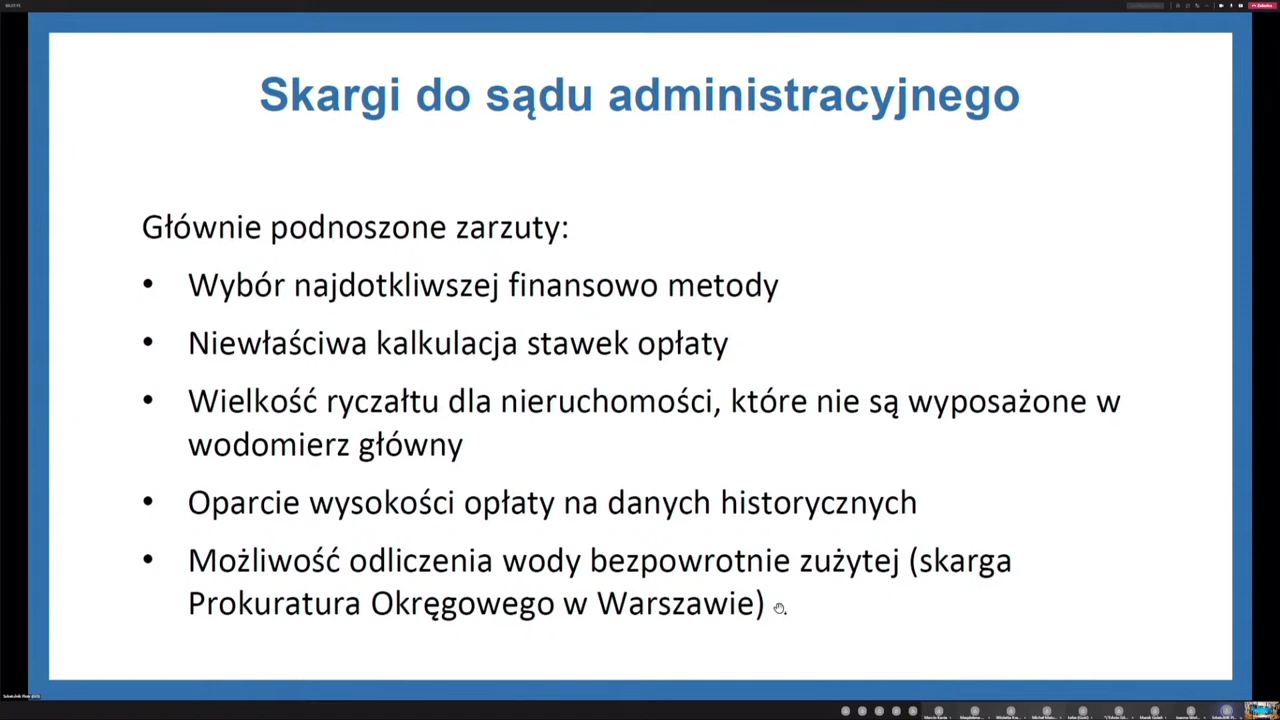 Skargi do sądu administracyjnego
Głównie podnoszone zarzuty:
• Wybór najdotkliwszej finansowo metody
• Niewłaściwa kalkulacja stawek opłaty
• Wielkość ryczałtu dla nieruchomości, które nie są wyposażone w
wodomierz główny
• Oparcie wysokości opłaty na danych historycznych
• Możliwość odliczenia wody bezpowrotnie zużytej (skarga
Prokuratura Okręgowego w Warszawie)